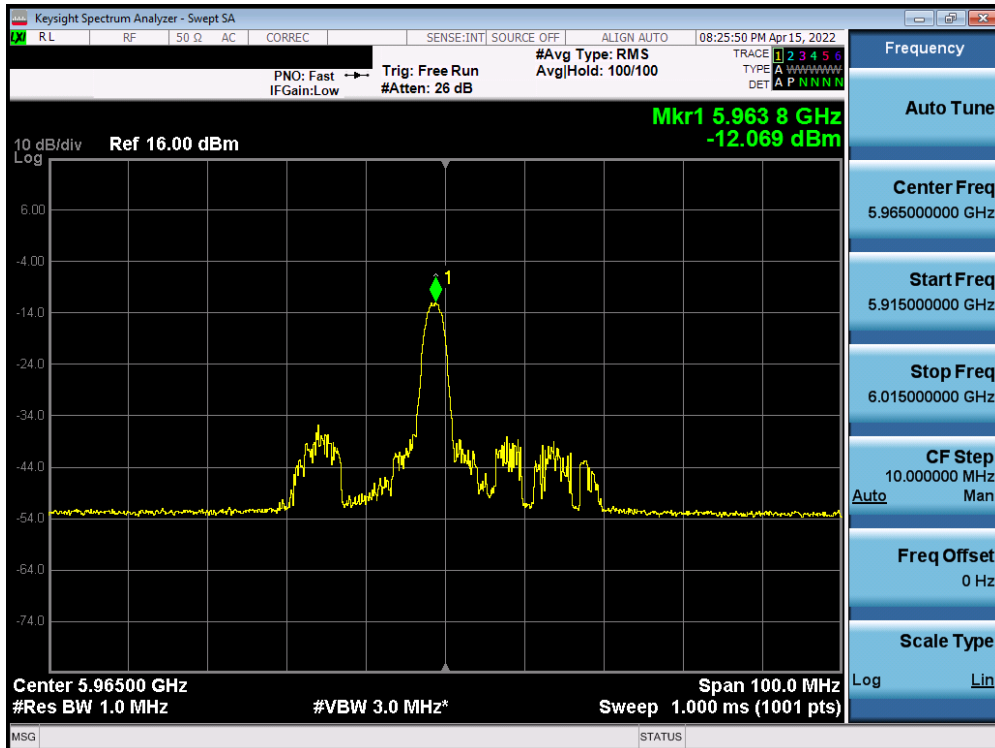 Keysight Spectrum Analyzer - Swept SA
LXI RL RF 50 Ω AC CORREC SENSE:INT SOURCE OFF ALIGN AUTO 08:25:50 PM Apr 15, 2022
PNO: Fast Trig: Free Run #Avg Type: RMS TRACE 1 2 3 4 5 6
IFGain:Low #Atten: 26 dB Avg|Hold: 100/100 TYPE A WWWWW
DET A P N N N N
Mkr1 5.963 8 GHz
-12.069 dBm
10 dB/div Ref 16.00 dBm
Log
6.00
-4.00
-14.0
-24.0
-34.0
-44.0
-54.0
-64.0
-74.0
1
Center 5.96500 GHz Span 100.0 MHz
#Res BW 1.0 MHz #VBW 3.0 MHz* Sweep 1.000 ms (1001 pts)
MSG STATUS
Frequency
Auto Tune
Center Freq
5.965000000 GHz
Start Freq
5.915000000 GHz
Stop Freq
6.015000000 GHz
CF Step
10.000000 MHz
Auto Man
Freq Offset
0 Hz
Scale Type
Log Lin